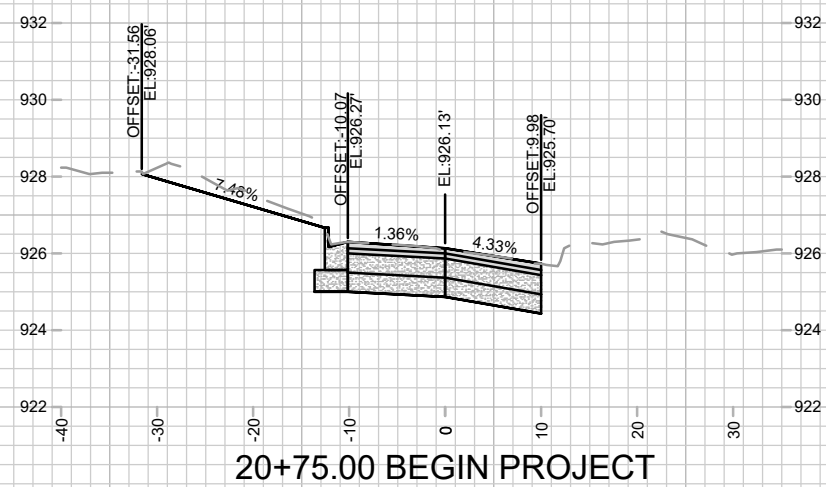 932
932
OFFSET:-31.56
EL:928.06'
930
930
OFFSET:-10.07
EL:926.27'
EL:926.13'
OFFSET:9.98
EL:925.70'
928
928
7.48%
1.36%
4.33%
926
926
924
924
922
922
-40
-30
-20
-10
0
10
20
30
20+75.00 BEGIN PROJECT